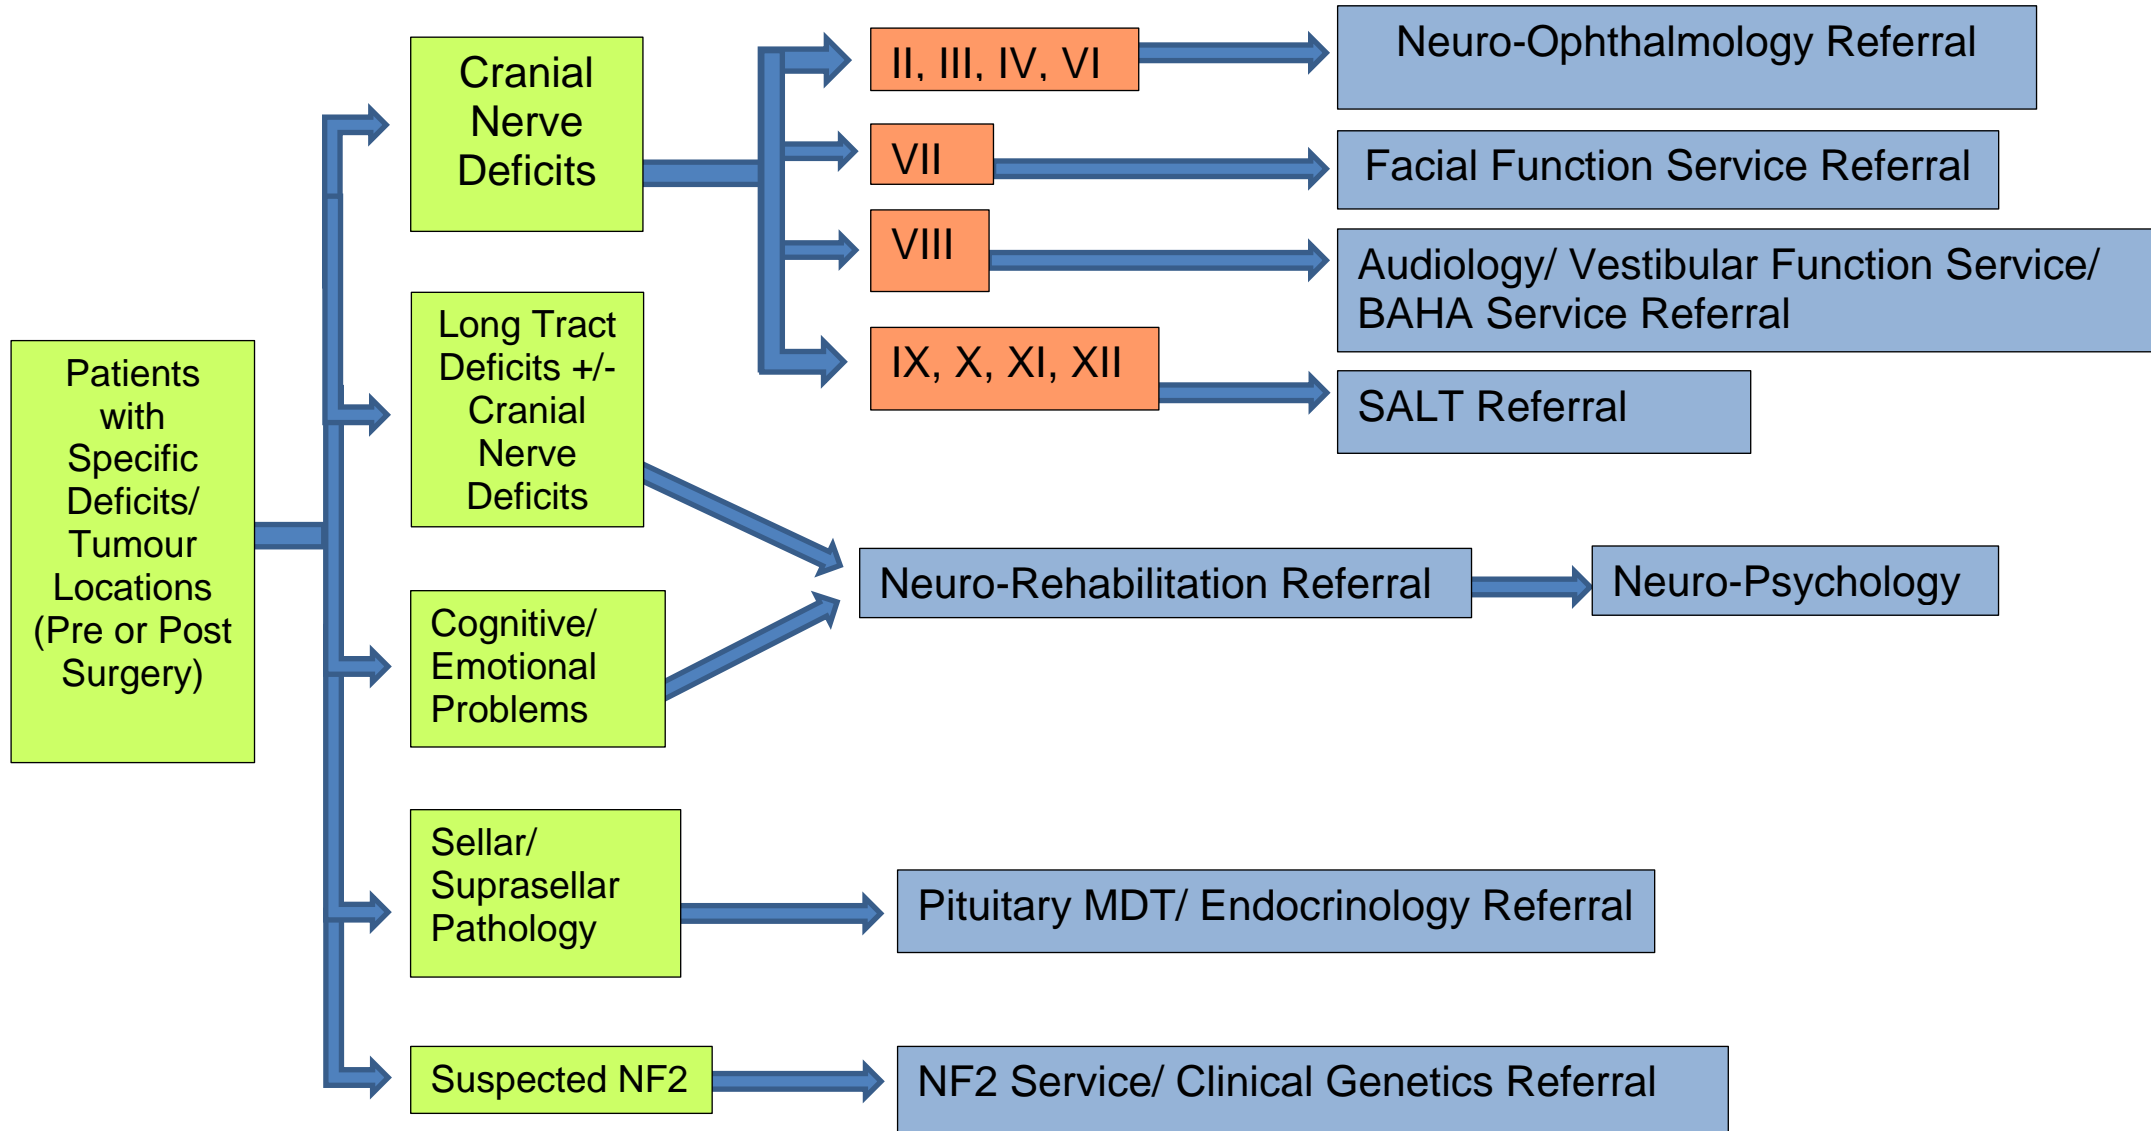 Patients
with
Specific
Deficits/
Tumour
Locations
(Pre or Post
Surgery)
Cranial
Nerve
Deficits
II, III, IV, VI
Neuro-Ophthalmology Referral
VII
Facial Function Service Referral
VIII
Audiology/ Vestibular Function Service/
BAHA Service Referral
IX, X, XI, XII
SALT Referral
Long Tract
Deficits +/-
Cranial
Nerve
Deficits
Cognitive/
Emotional
Problems
Neuro-Rehabilitation Referral
Neuro-Psychology
Sellar/
Suprasellar
Pathology
Pituitary MDT/ Endocrinology Referral
Suspected NF2
NF2 Service/ Clinical Genetics Referral